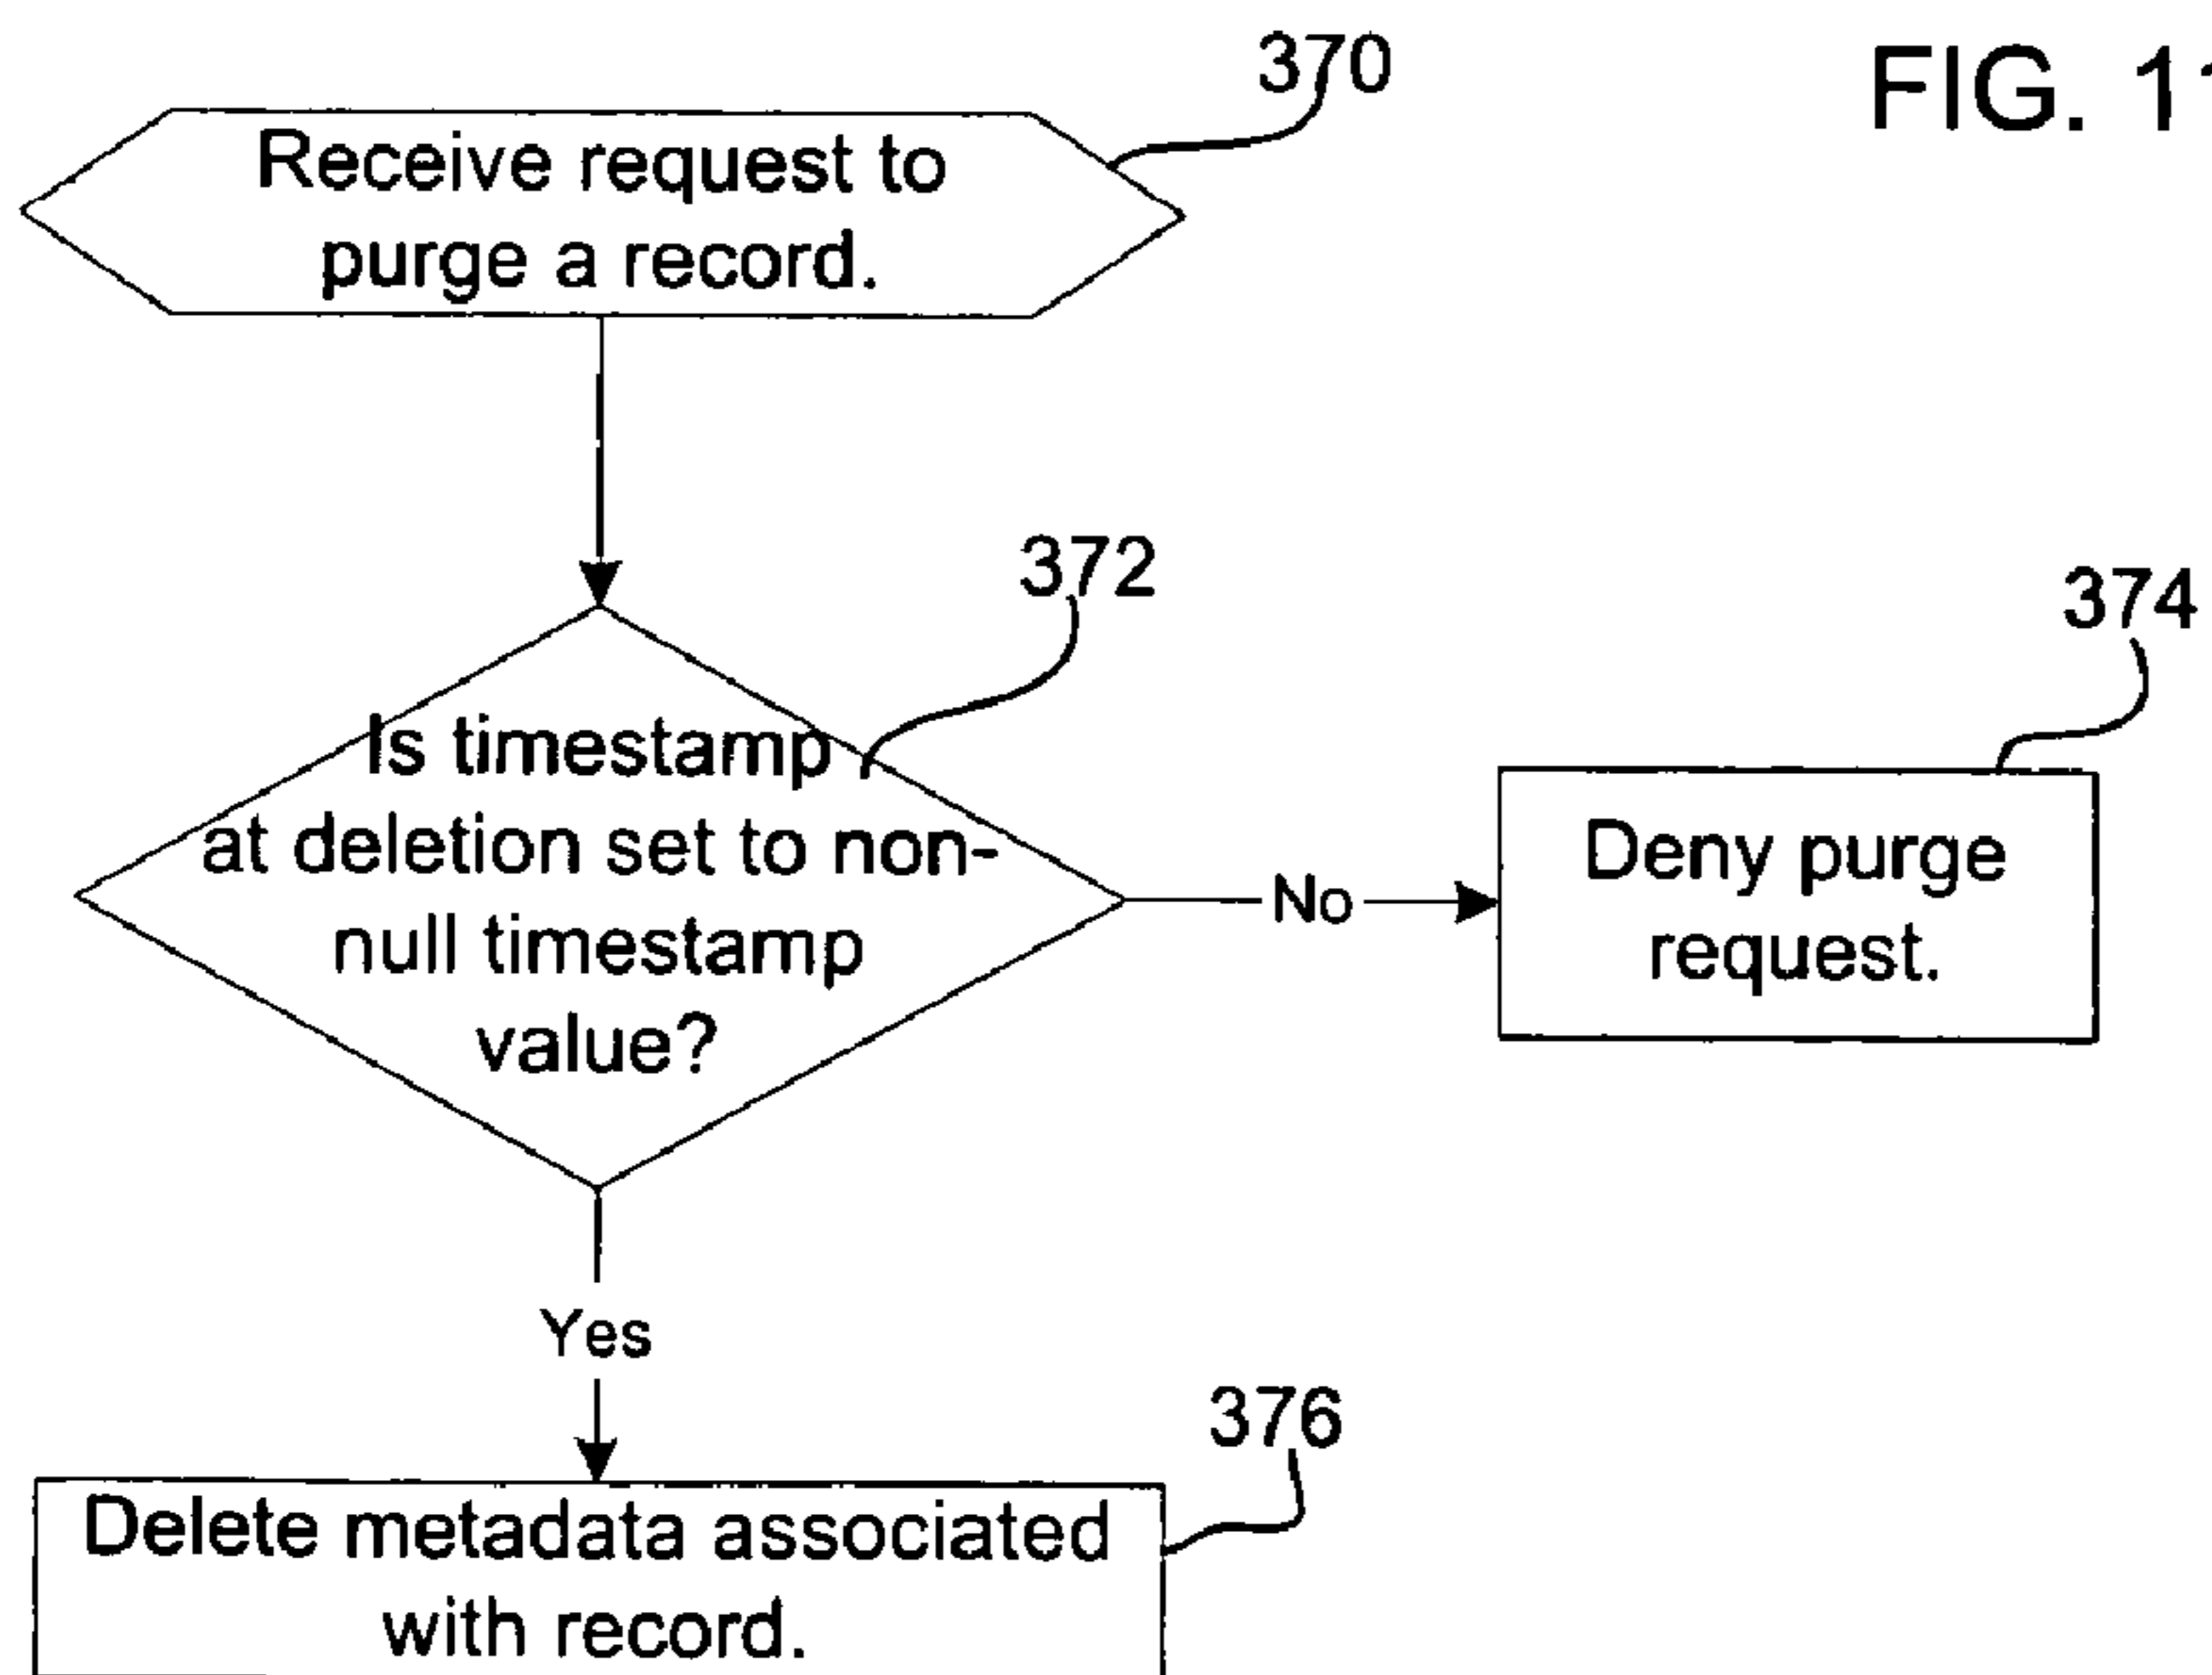 370
FIG. 11
Receive request to
purge a record.
372
374
Is timestamp
at deletion set to non-
null timestamp
value?
No
Deny purge
request.
Yes
376
Delete metadata associated
with record.